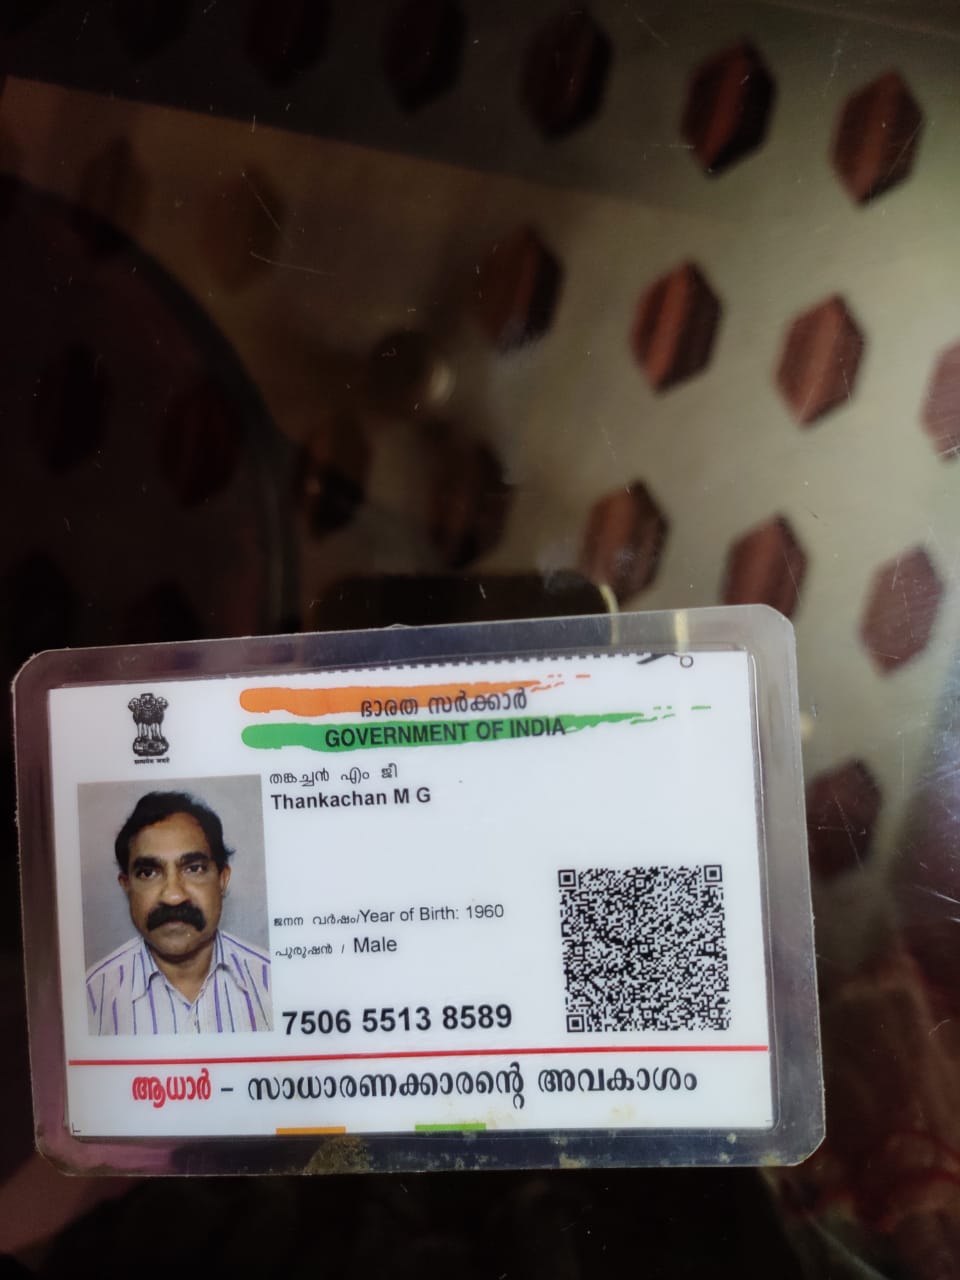 ഭാരത സർക്കാർ
GOVERNMENT OF INDIA
തങ്കച്ചൻ എം ജീ
Thankachan M G
ജനന വർഷം/Year of Birth: 1960
പുരുഷൻ / Male
7506 5513 8589
ആധാർ - സാധാരണക്കാരന്റെ അവകാശം